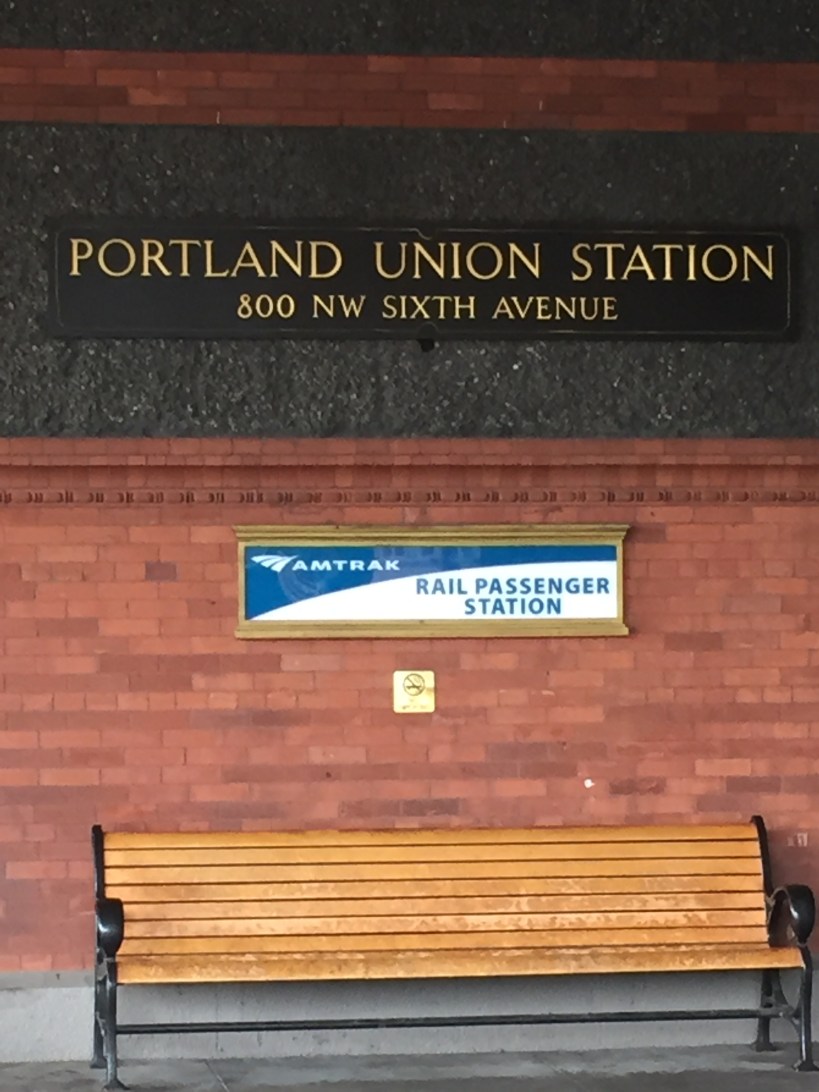 PORTLAND UNION STATION
800 NW SIXTH AVENUE
AMTRAK
RAIL PASSENGER
STATION